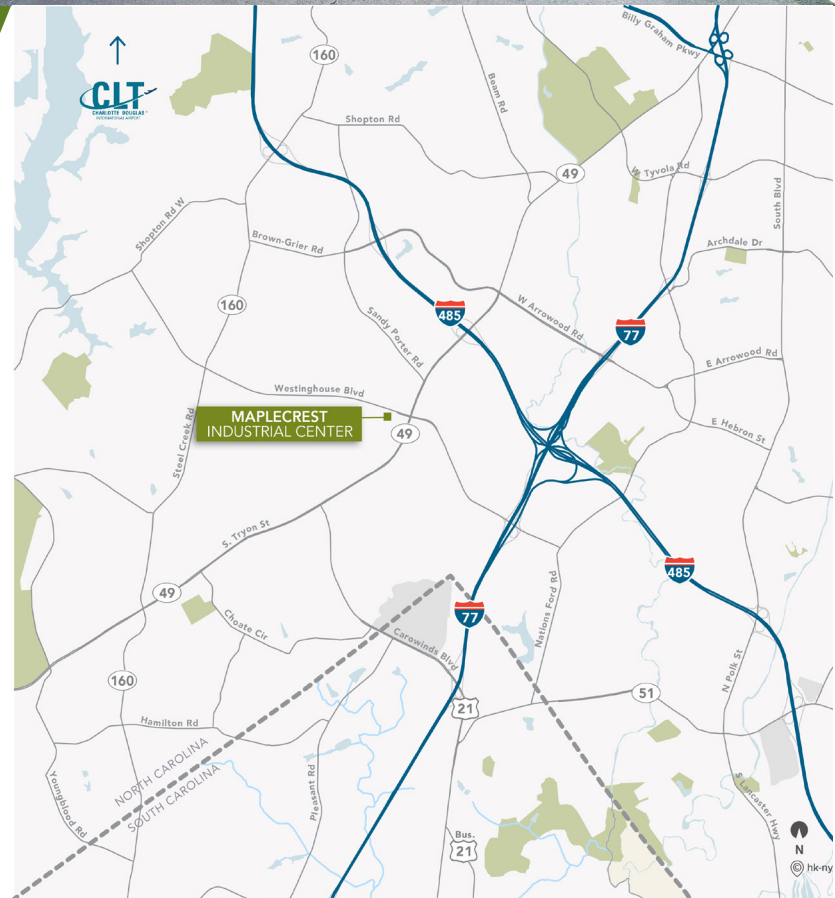 Billy Graham Pkwy
160
CLT
CHARLOTTE DOUGLAS
INTERNATIONAL AIRPORT
Beam Rd
Shopton Rd
49
W. Tyvola Rd
South Blvd
Shopton Rd W
Brown-Grier Rd
Archdale Dr
160
485
W Arrowood Rd
77
Sandy Porter Rd
E Arrowood Rd
Westinghouse Blvd
Steel Creek Rd
MAPLECREST
INDUSTRIAL CENTER
49
E Hebron St
S. Tryon St
485
49
77
Nations Ford Rd
Choate Cir
Carowinds Blvd
N Polk St
160
51
21
Hamilton Rd
NORTH CAROLINA
SOUTH CAROLINA
Youngblood Rd
Pleasant Rd
S Lancaster Hwy
Bus.
21
N
© hk-ny